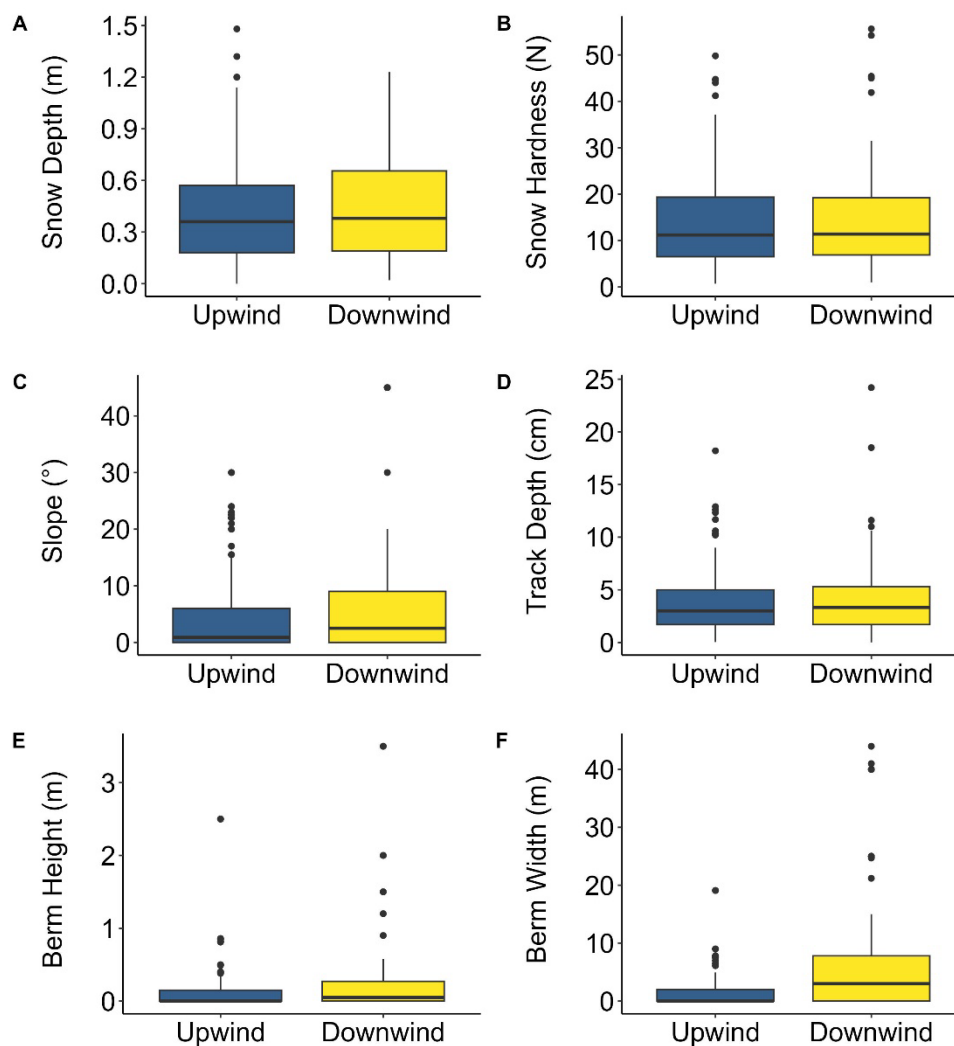 A
Snow Depth (m)
1.5
1.2
0.9
0.6
0.3
0.0
Upwind Downwind
B
Snow Hardness (N)
50
40
30
20
10
0
Upwind Downwind
C
Slope (°)
40
30
20
10
0
Upwind Downwind
D
Track Depth (cm)
25
20
15
10
5
0
Upwind Downwind
E
Berm Height (m)
3
2
1
0
Upwind Downwind
F
Berm Width (m)
40
30
20
10
0
Upwind Downwind